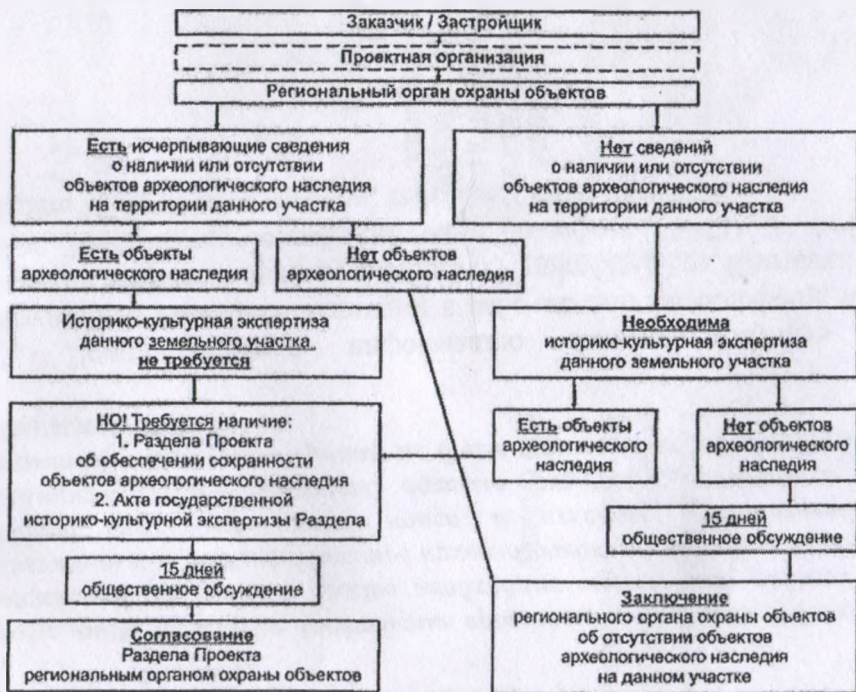 Заказчик / Застройщик
Проектная организация
Региональный орган охраны объектов
Есть исчерпывающие сведения
о наличии или отсутствии
объектов археологического наследия
на территории данного участка
Нет сведений
о наличии или отсутствии
объектов археологического наследия
на территории данного участка
Есть объекты
археологического наследия
Нет объектов
археологического наследия
Историко-культурная экспертиза
данного земельного участка
не требуется
Необходима
историко-культурная экспертиза
данного земельного участка
НО! Требуется наличие:
1. Раздела Проекта
об обеспечении сохранности
объектов археологического наследия
2. Акта государственной
историко-культурной экспертизы Раздела
Есть объекты
археологического
наследия
Нет объектов
археологического
наследия
15 дней
общественное обсуждение
15 дней
общественное обсуждение
Согласование
Раздела Проекта
региональным органом охраны объектов
Заключение
регионального органа охраны объектов
об отсутствии объектов
археологического наследия
на данном участке